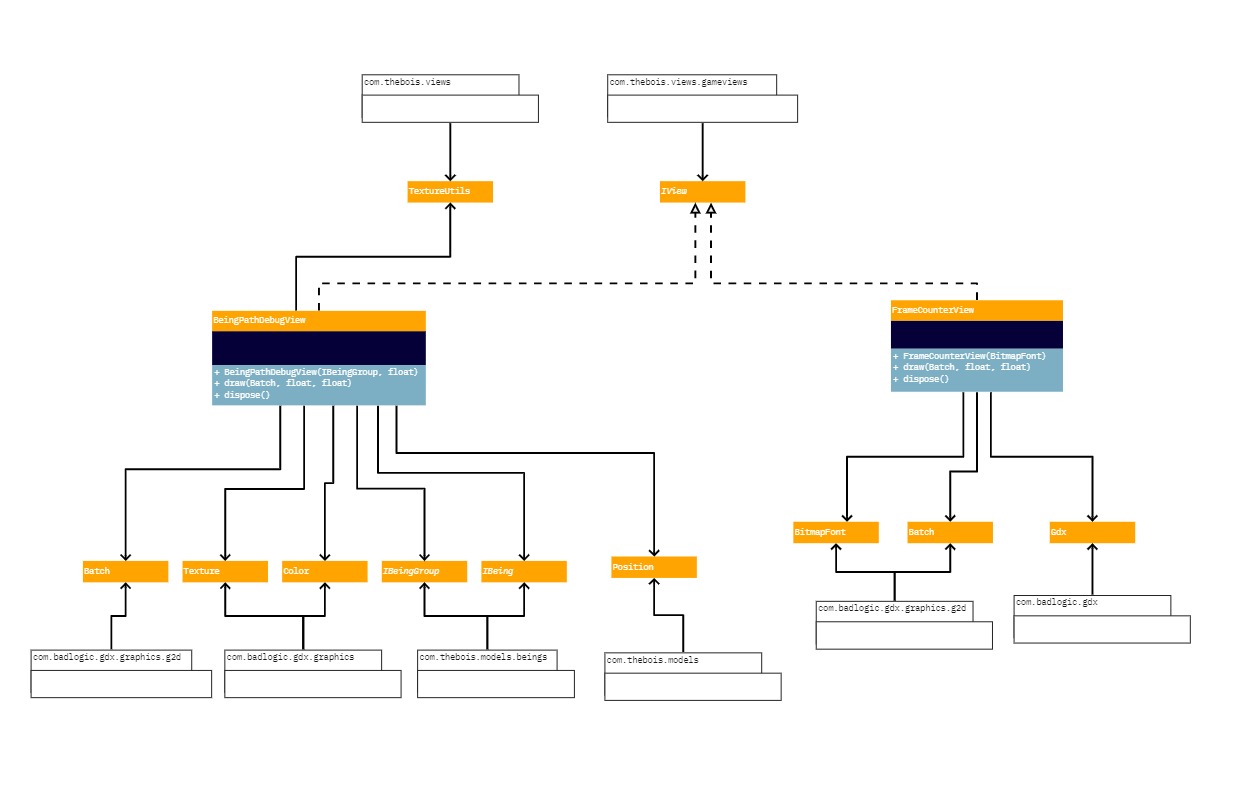 com.thebois.views
com.thebois.views.gameviews
TextureUtils
IView
BeingPathDebugView
+ BeingPathDebugView(IBeingGroup, float)
+ draw(Batch, float, float)
+ dispose()
FrameCounterView
+ FrameCounterView(BitmapFont)
+ draw(Batch, float, float)
+ dispose()
BitmapFont
Batch
Gdx
Batch
Texture
Color
IBeingGroup
IBeing
Position
com.badlogic.gdx.graphics.g2d
com.badlogic.gdx
com.badlogic.gdx.graphics.g2d
com.badlogic.gdx.graphics
com.thebois.models.beings
com.thebois.models